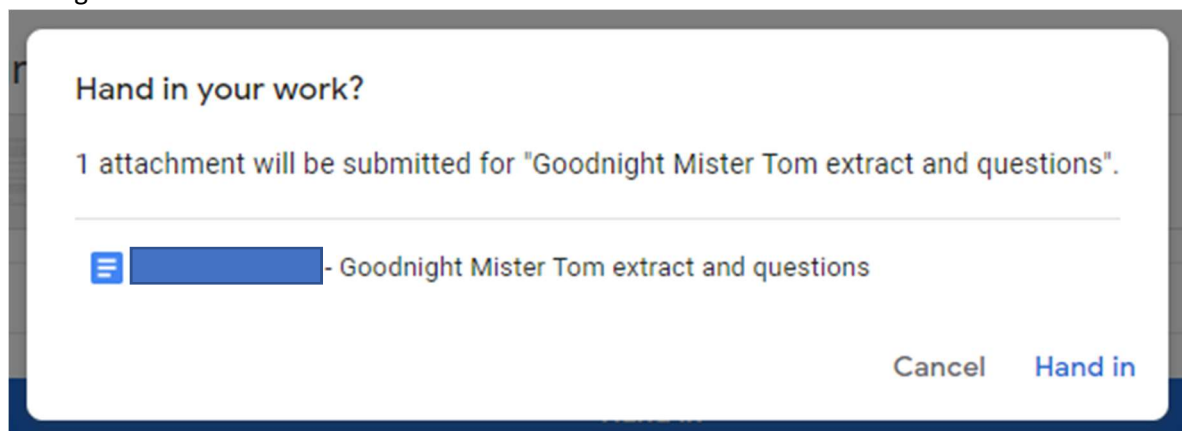 Hand in your work?
1 attachment will be submitted for "Goodnight Mister Tom extract and questions".
- Goodnight Mister Tom extract and questions
Cancel Hand in